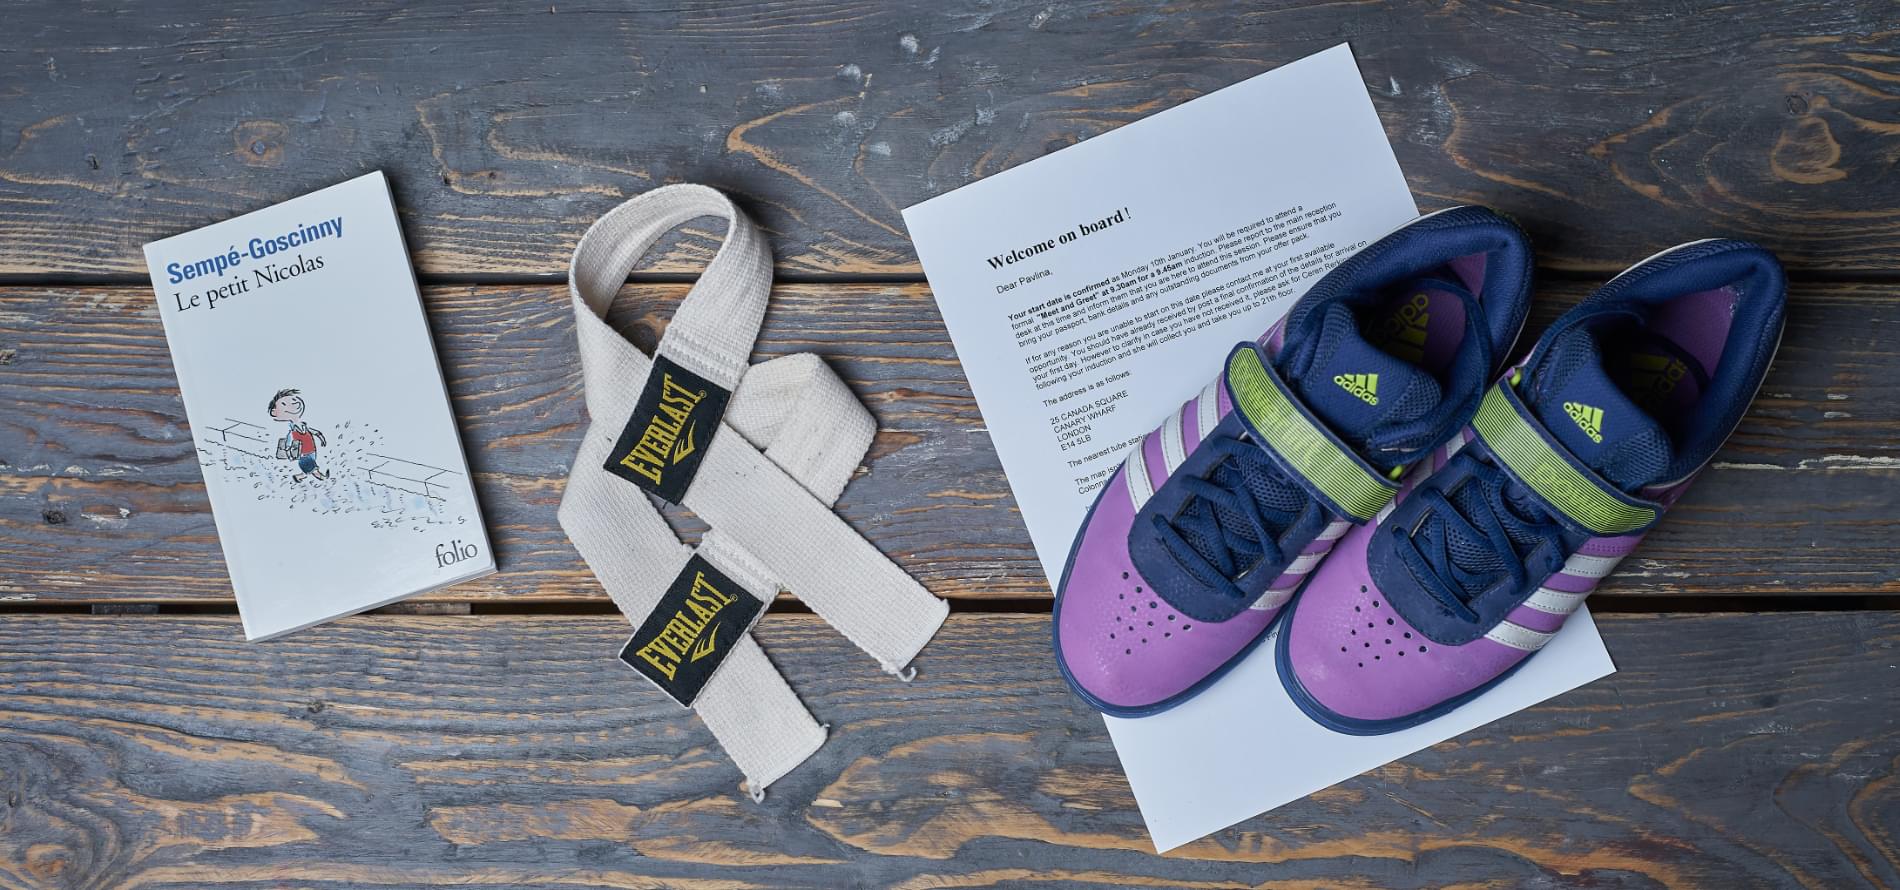 Sempé-Goscinny
Le petit Nicolas
folio
EVERLAST
EVERLAST
Welcome on board !
Dear Pavlina,
Your start date is confirmed as Monday 10th January. You will be required to attend a
formal "Meet and Greet" at 9.30am for a 9.45am induction. Please report to the main reception
desk at this time and inform them that you are here to attend this session. Please ensure that you
bring your passport, bank details and any outstanding documents from your offer pack.
If for any reason you are unable to start on this date please contact me at your first available
opportunity. You should have already received by post a final confirmation of the details for arrival on
your first day. However to clarify in case you have not received it, please ask for Ceren
following your induction and she will collect you and take you up to 21th floor.
The address is as follows:
25 CANADA SQUARE
CANARY WHARF
LONDON
E14 5LB
The nearest tube
The map
adidas
adidas
adidas